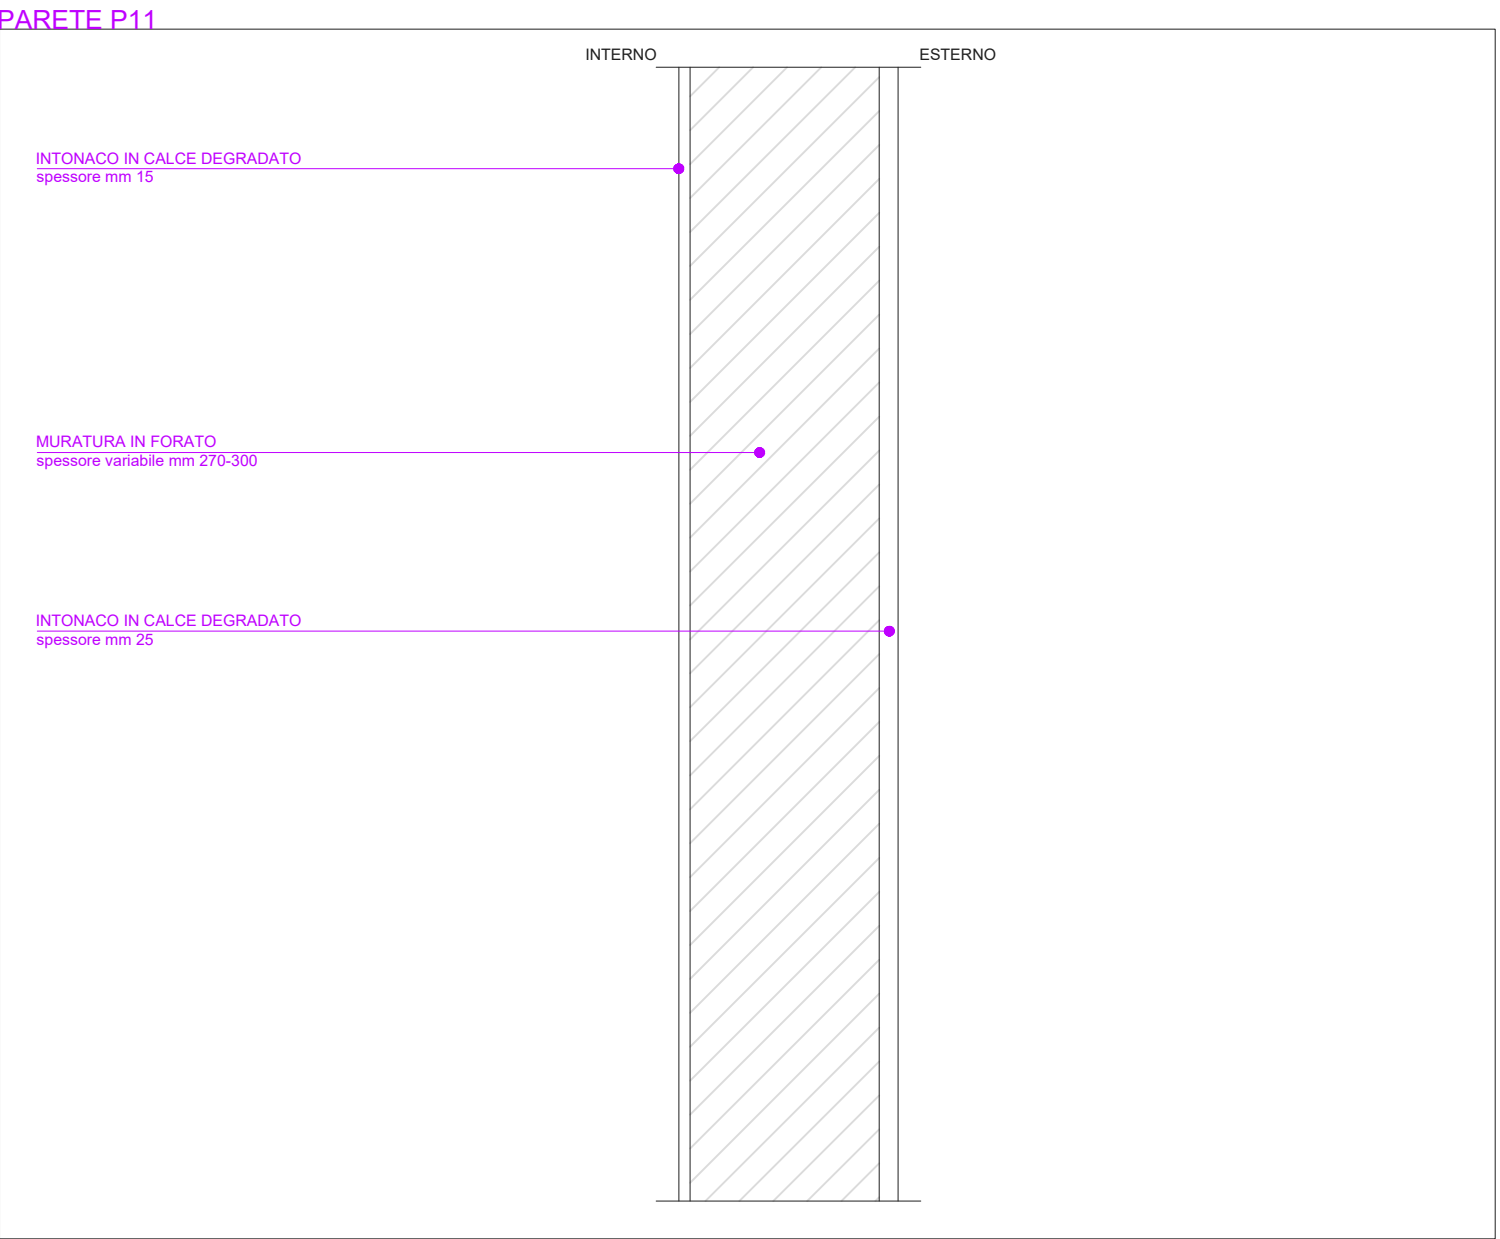 PARETE P11
INTERNO
ESTERNO
INTONACO IN CALCE DEGRADATO
spessore mm 15
MURATURA IN FORATO
spessore variabile mm 270-300
INTONACO IN CALCE DEGRADATO
spessore mm 25